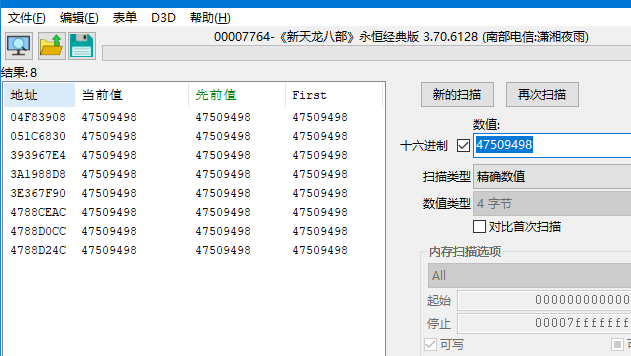 文件(F) 编辑(E) 表单 D3D 帮助(H)
00007764-《新天龙八部》永恒经典版 3.70.6128 (南部电信:潇湘夜雨)
结果: 8
地址 当前值 先前值 First
04F83908 47509498 47509498 47509498
051C6830 47509498 47509498 47509498
393967E4 47509498 47509498 47509498
3A1988D8 47509498 47509498 47509498
3E367F90 47509498 47509498 47509498
4788CEAC 47509498 47509498 47509498
4788D0CC 47509498 47509498 47509498
4788D24C 47509498 47509498 47509498
新的扫描 再次扫描
数值:
十六进制 47509498
扫描类型 精确数值
数值类型 4 字节
对比首次扫描
内存扫描选项
All
起始 000000000000
停止 00007fffffff
可写